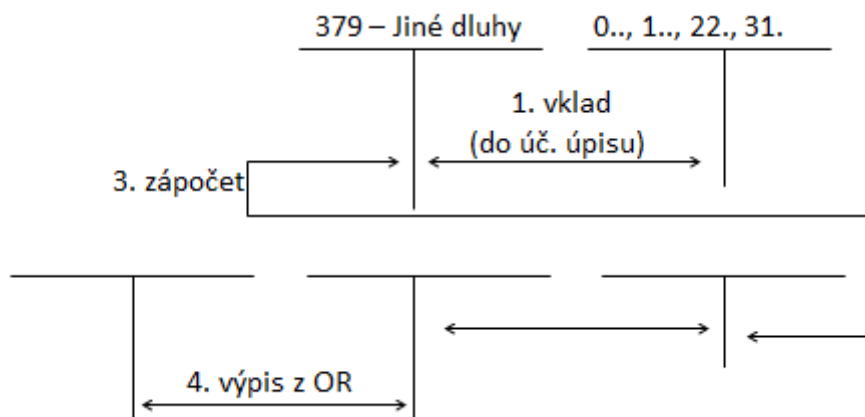 379 – Jiné dluhy
0.., 1.., 22., 31.
1. vklad
(do úč. úpisu)
3. zápočet
4. výpis z OR